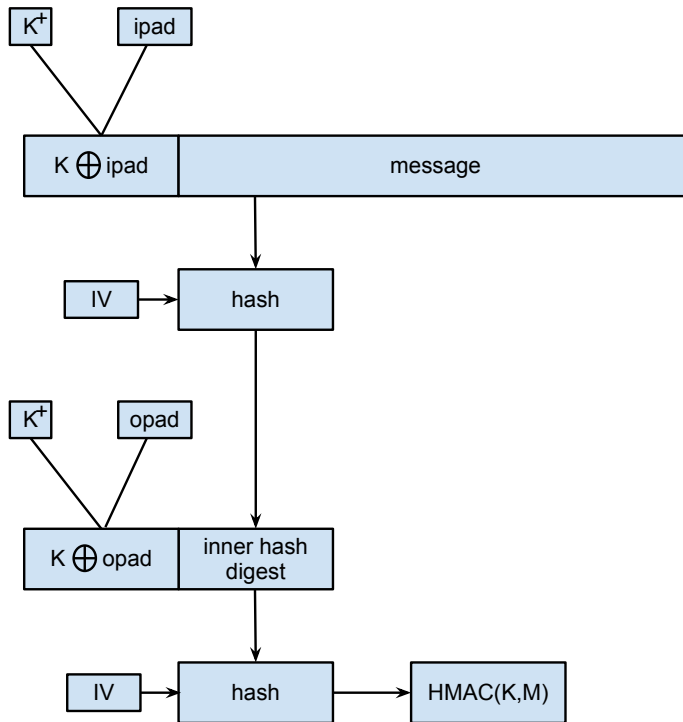 K+ ipad
K ⊕ ipad message
IV hash
K+ opad
K ⊕ opad inner hash
digest
IV hash HMAC(K,M)